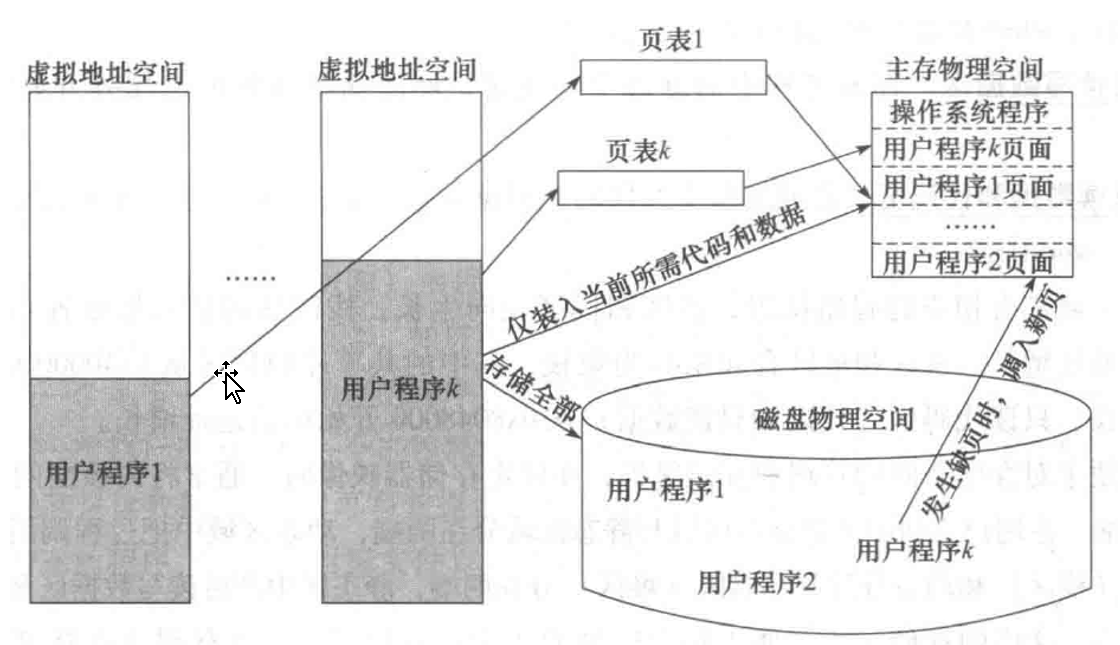 页表1
虚拟地址空间
虚拟地址空间
主存物理空间
操作系统程序
页表k
用户程序k页面
用户程序1页面
……
……
用户程序2页面
仅装入当前所需代码和数据
存储全部
发生缺页时，调入新页
用户程序k
用户程序1
磁盘物理空间
用户程序1
用户程序k
用户程序2